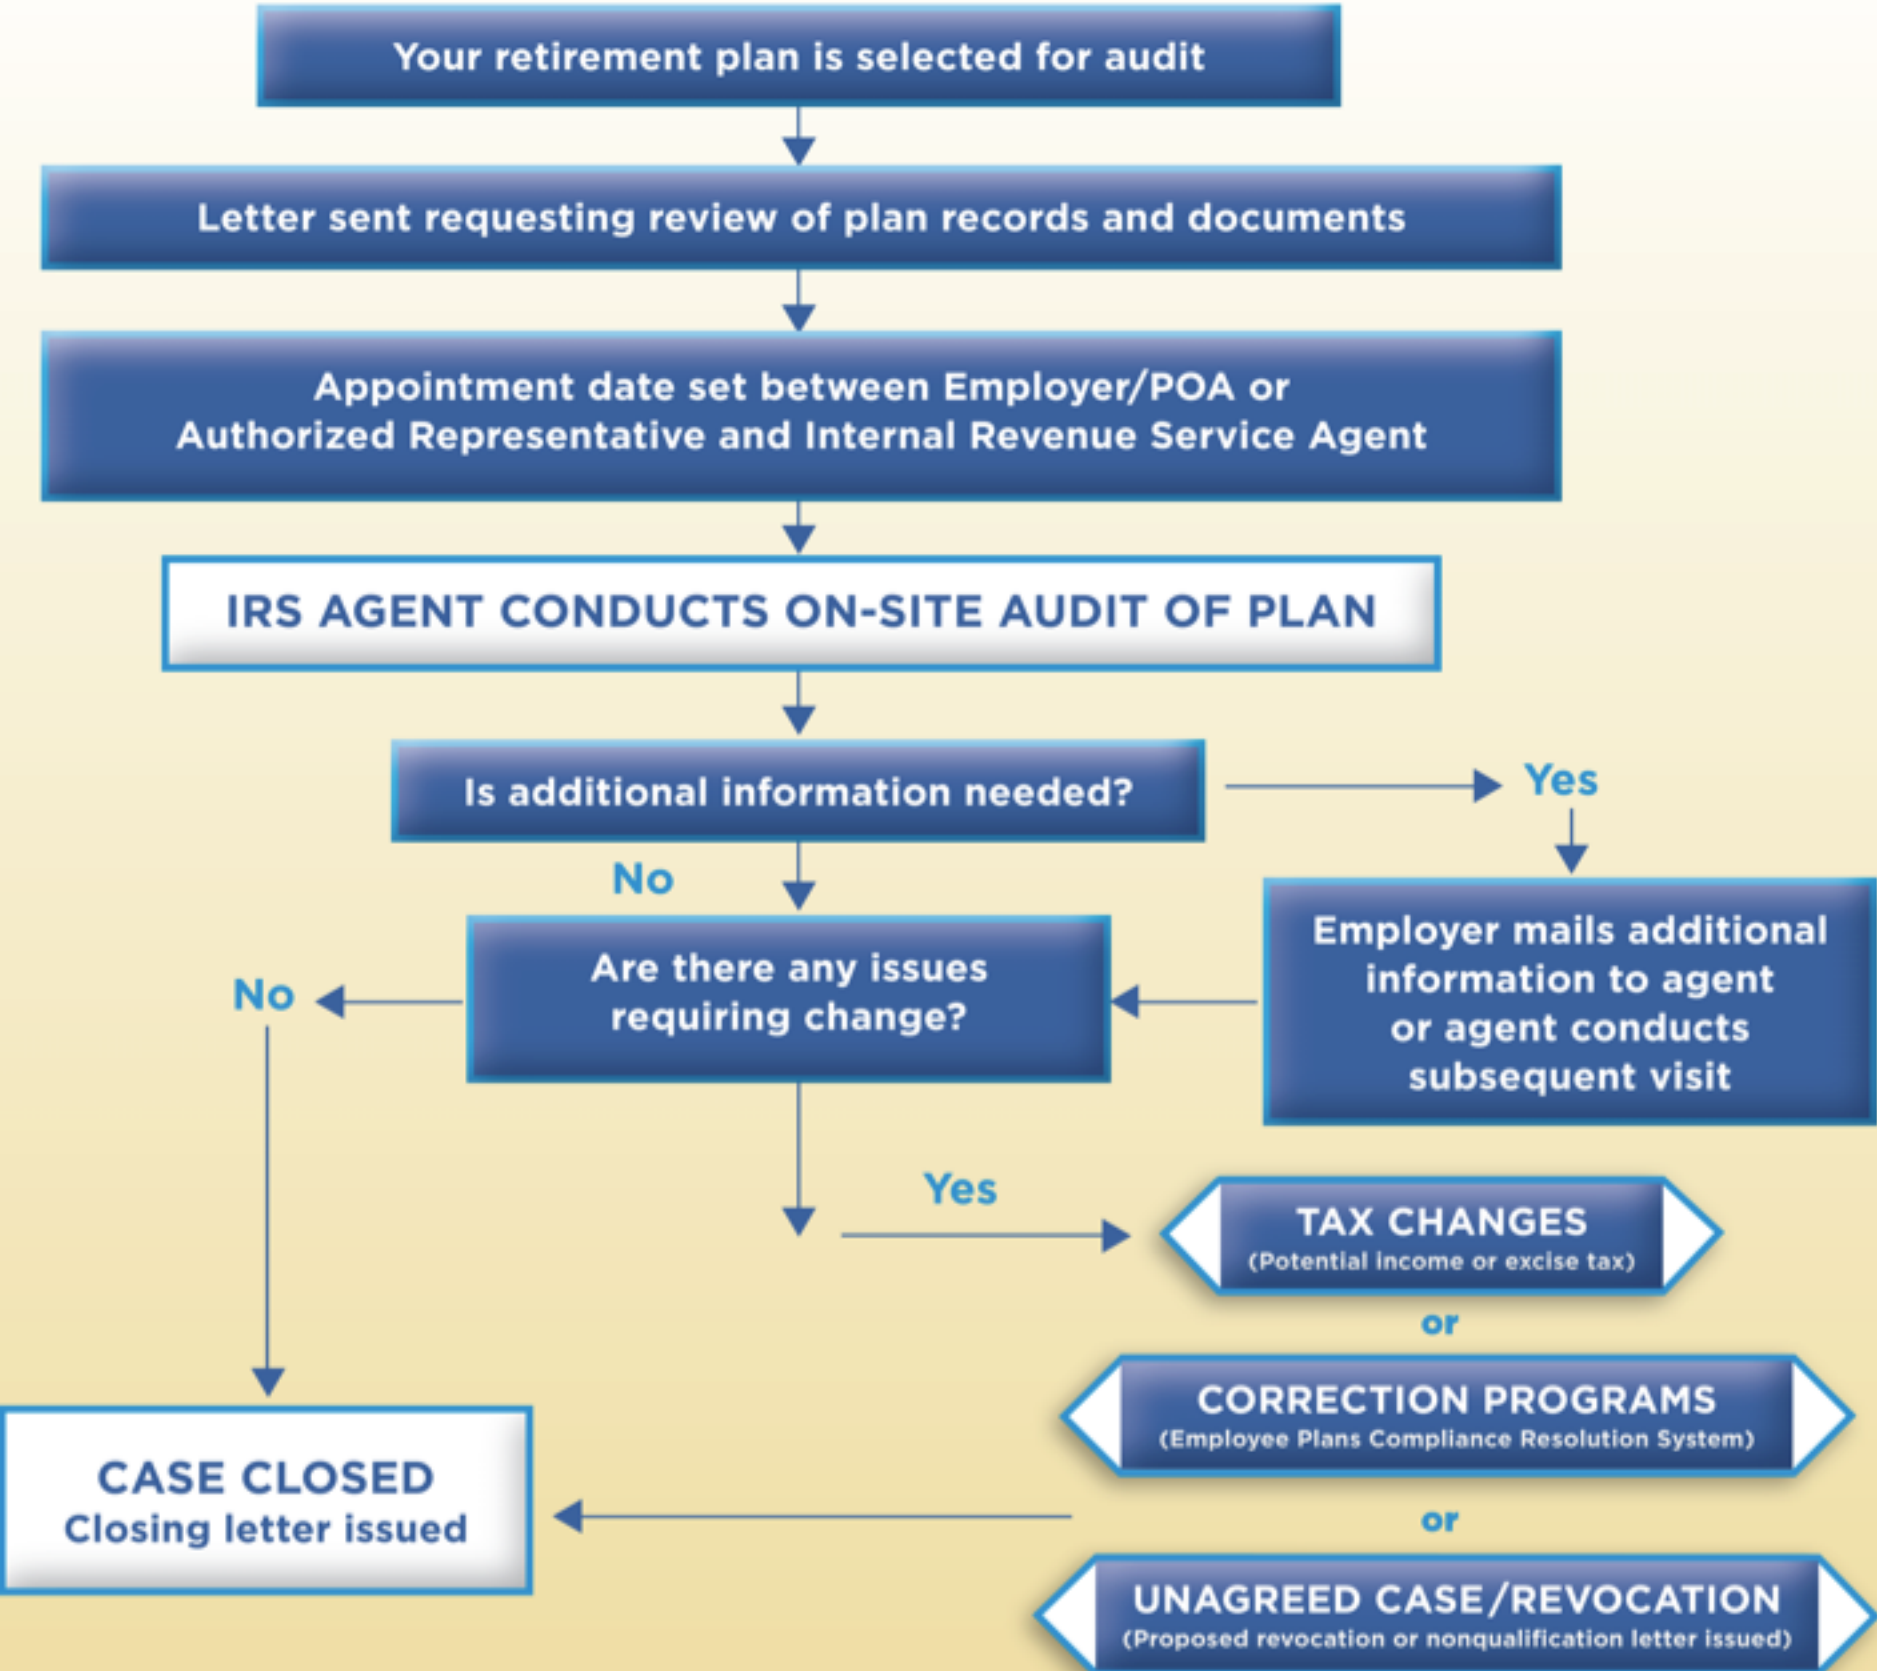 Your retirement plan is selected for audit
Letter sent requesting review of plan records and documents
Appointment date set between Employer/POA or
Authorized Representative and Internal Revenue Service Agent
IRS AGENT CONDUCTS ON-SITE AUDIT OF PLAN
Is additional information needed?
Yes
No
Employer mails additional
information to agent
or agent conducts
subsequent visit
Are there any issues
requiring change?
No
Yes
TAX CHANGES
(Potential income or excise tax)
or
CORRECTION PROGRAMS
(Employee Plans Compliance Resolution System)
or
UNAGREED CASE/REVOCATION
(Proposed revocation or nonqualification letter issued)
CASE CLOSED
Closing letter issued